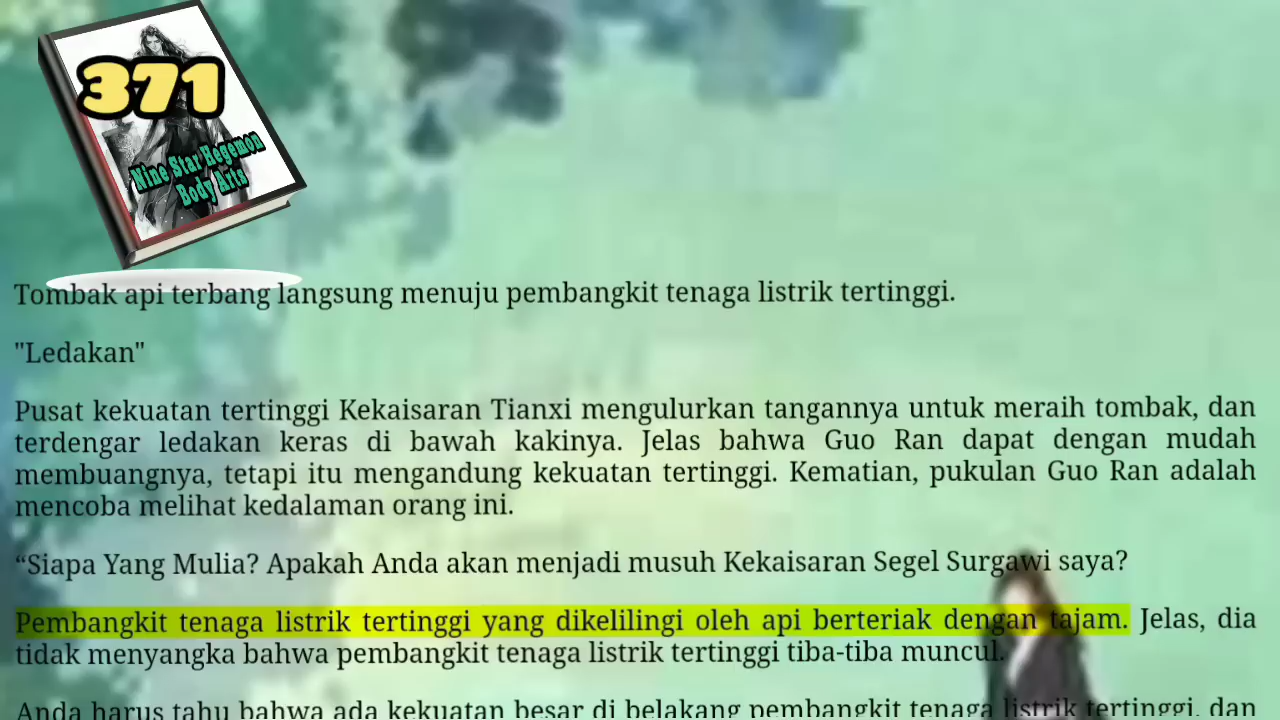 371
Nine Star Hegemon
Body Arts
Tombak api terbang langsung menuju pembangkit tenaga listrik tertinggi.
"Ledakan"
Pusat kekuatan tertinggi Kekaisaran Tianxi mengulurkan tangannya untuk meraih tombak, dan
terdengar ledakan keras di bawah kakinya. Jelas bahwa Guo Ran dapat dengan mudah
membuangnya, tetapi itu mengandung kekuatan tertinggi. Kematian, pukulan Guo Ran adalah
mencoba melihat kedalaman orang ini.
“Siapa Yang Mulia? Apakah Anda akan menjadi musuh Kekaisaran Segel Surgawi saya?
Pembangkit tenaga listrik tertinggi yang dikelilingi oleh api berteriak dengan tajam. Jelas, dia
tidak menyangka bahwa pembangkit tenaga listrik tertinggi tiba-tiba muncul.
Anda harus tahu bahwa ada kekuatan besar di belakang pembangkit tenaga listrik tertinggi, dan